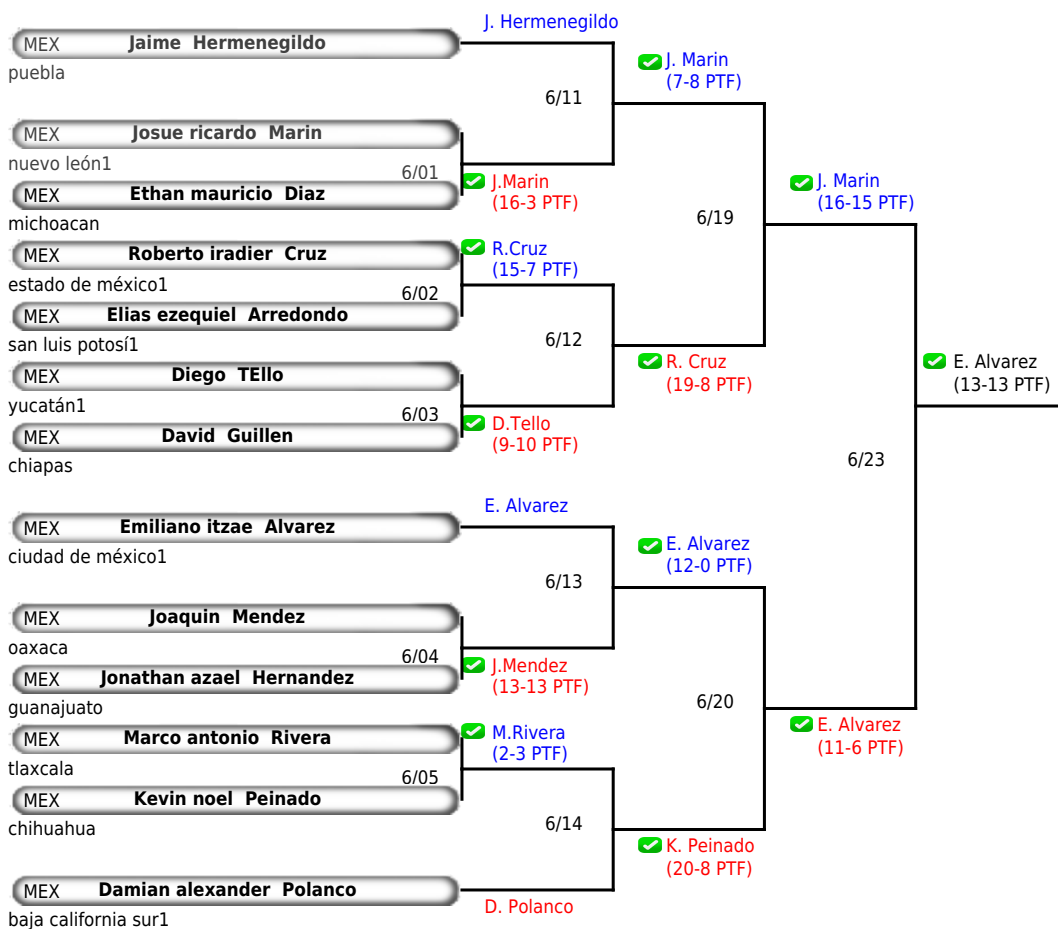 J. Hermenegildo
MEX Jaime Hermenegildo
puebla
J. Marin
(7-8 PTF)
6/11
MEX Josue ricardo Marin
nuevo león1
6/01
J.Marin
(16-3 PTF)
MEX Ethan mauricio Diaz
michoacan
J. Marin
(16-15 PTF)
6/19
MEX Roberto iradier Cruz
estado de méxico1
R.Cruz
(15-7 PTF)
6/02
MEX Elias ezequiel Arredondo
san luis potosí1
6/12
R. Cruz
(19-8 PTF)
MEX Diego TEllo
yucatán1
6/03
D.Tello
(9-10 PTF)
MEX David Guillen
chiapas
E. Alvarez
(13-13 PTF)
6/23
E. Alvarez
MEX Emiliano itzae Alvarez
ciudad de méxico1
E. Alvarez
(12-0 PTF)
6/13
MEX Joaquin Mendez
oaxaca
6/04
J.Mendez
(13-13 PTF)
MEX Jonathan azael Hernandez
guanajuato
6/20
E. Alvarez
(11-6 PTF)
MEX Marco antonio Rivera
tlaxcala
M.Rivera
(2-3 PTF)
6/05
MEX Kevin noel Peinado
chihuahua
6/14
K. Peinado
(20-8 PTF)
MEX Damian alexander Polanco
baja california sur1
D. Polanco